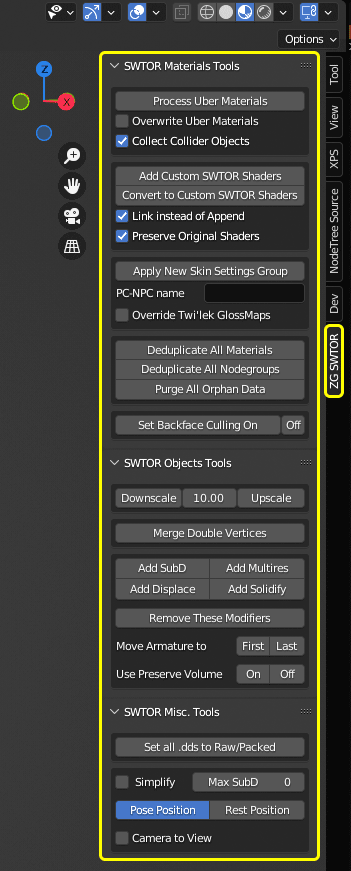 Options
Z
X
SWTOR Materials Tools
Process Uber Materials
Overwrite Uber Materials
Collect Collider Objects
Add Custom SWTOR Shaders
Convert to Custom SWTOR Shaders
Link instead of Append
Preserve Original Shaders
Apply New Skin Settings Group
PC-NPC name
Override Twi'lek GlossMaps
Deduplicate All Materials
Deduplicate All Nodegroups
Purge All Orphan Data
Set Backface Culling On Off
SWTOR Objects Tools
Downscale 10.00 Upscale
Merge Double Vertices
Add SubD Add Multires
Add Displace Add Solidify
Remove These Modifiers
Move Armature to First Last
Use Preserve Volume On Off
SWTOR Misc. Tools
Set all .dds to Raw/Packed
Simplify Max SubD 0
Pose Position Rest Position
Camera to View
Tool
View
XPS
NodeTree Source
Dev
ZG SWTOR